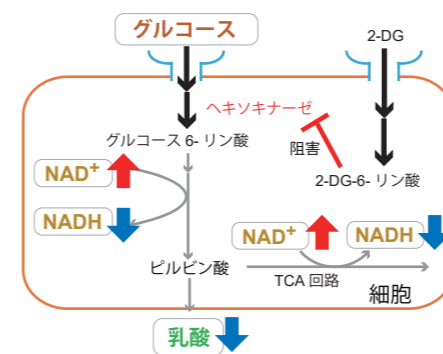 グルコース
2-DG
ヘキソキナーゼ
グルコース 6- リン酸
阻害
2-DG-6- リン酸
NAD+
NADH
NAD+
NADH
ピルビン酸
TCA 回路
細胞
乳酸